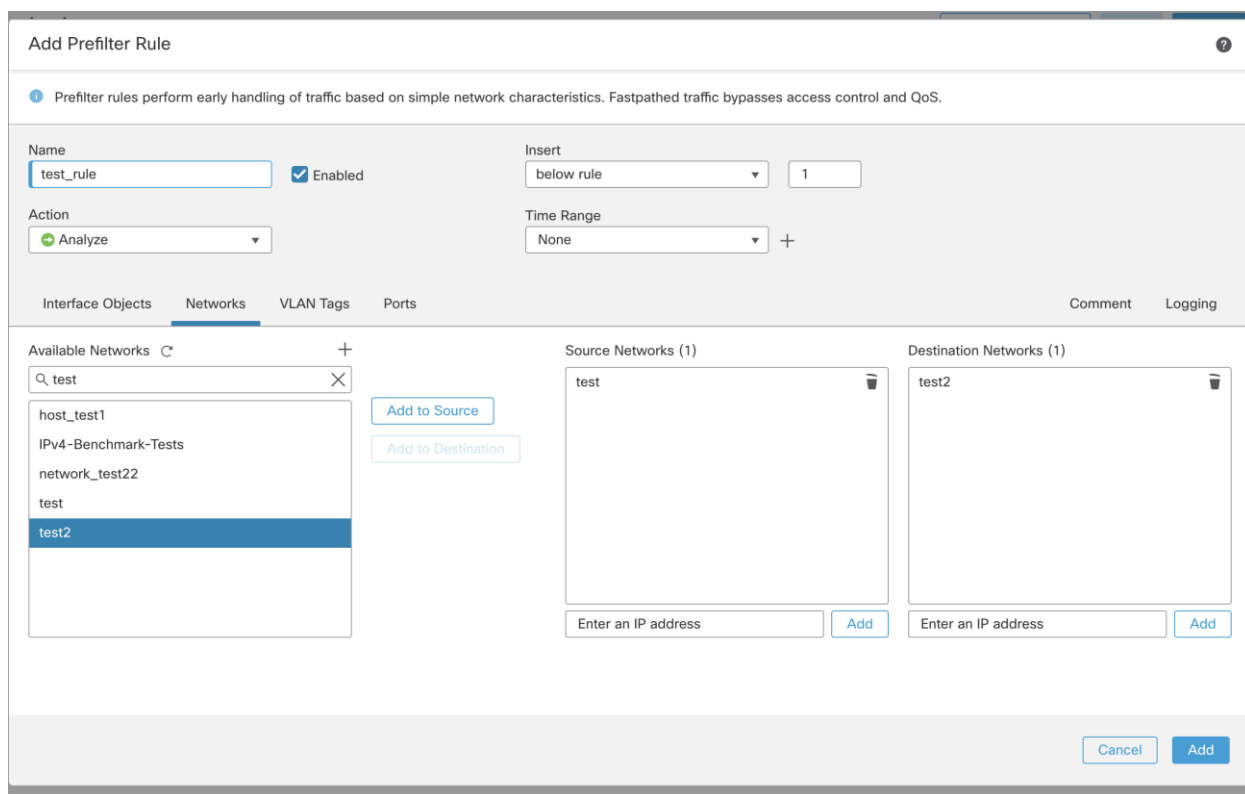 Add Prefilter Rule
Prefilter rules perform early handling of traffic based on simple network characteristics. Fastpathed traffic bypasses access control and QoS.
Name
test_rule
Enabled
Insert
below rule
1
Action
Analyze
Time Range
None
Interface Objects Networks VLAN Tags Ports Comment Logging
Available Networks
test
host_test1
IPv4-Benchmark-Tests
network_test22
test
test2
Add to Source
Add to Destination
Source Networks (1)
test
Enter an IP address
Add
Destination Networks (1)
test2
Enter an IP address
Add
Cancel
Add